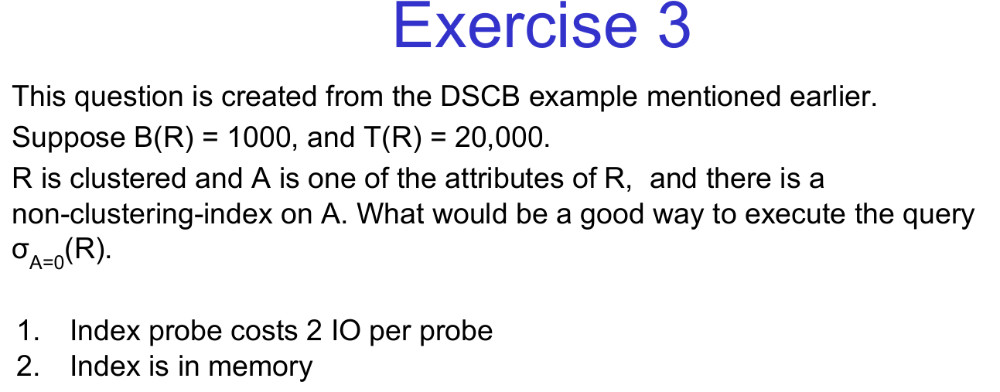 Exercise 3
This question is created from the DSCB example mentioned earlier.
Suppose B(R) = 1000, and T(R) = 20,000.
R is clustered and A is one of the attributes of R,  and there is a
non-clustering-index on A. What would be a good way to execute the query
σA=0(R).
1. Index probe costs 2 IO per probe
2. Index is in memory